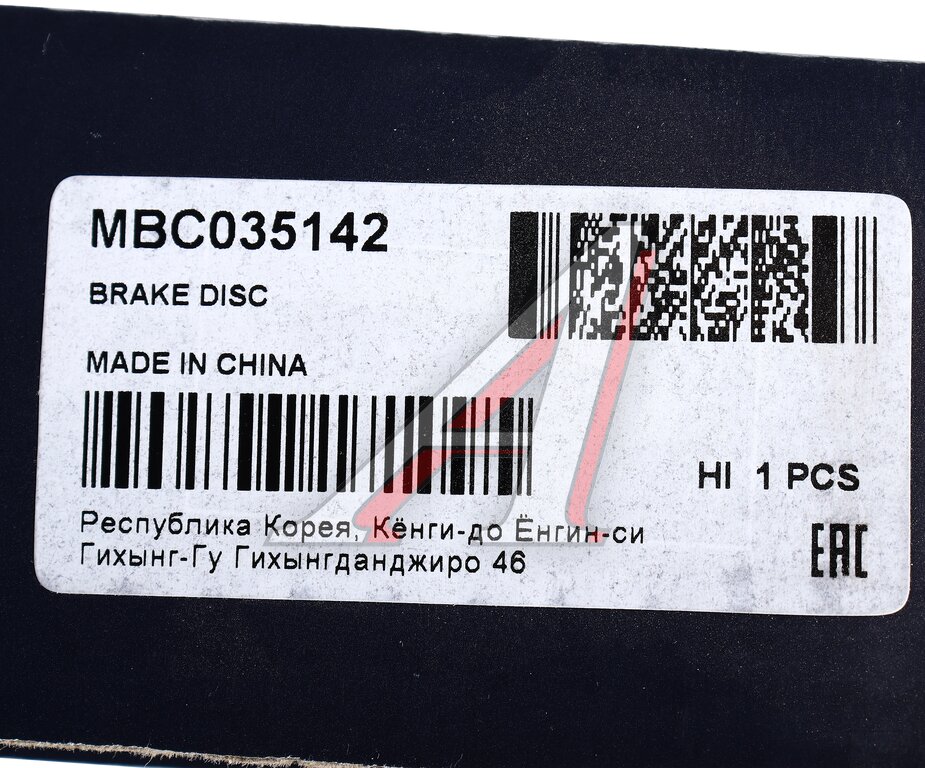 MBC035142
BRAKE DISC
MADE IN CHINA
HI 1 PCS
Республика Корея, Кёнги-до Ёнгин-си
Гихынг-Гу Гихынгданджиро 46
EAC